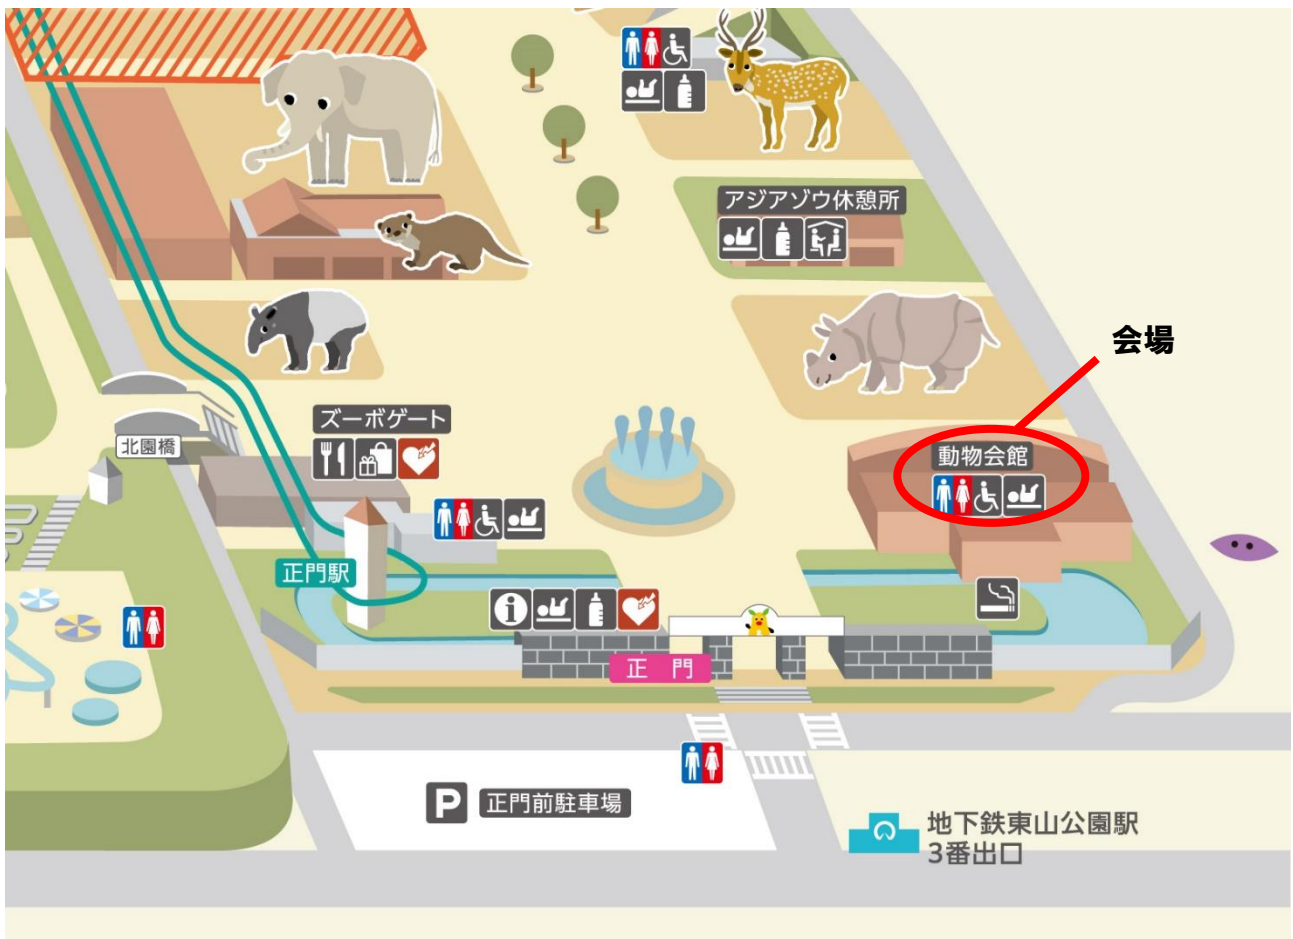 アジアゾウ休憩所
会場
ズーボゲート
北園橋
動物会館
正門駅
正門
P 正門前駐車場
地下鉄東山公園駅
3番出口